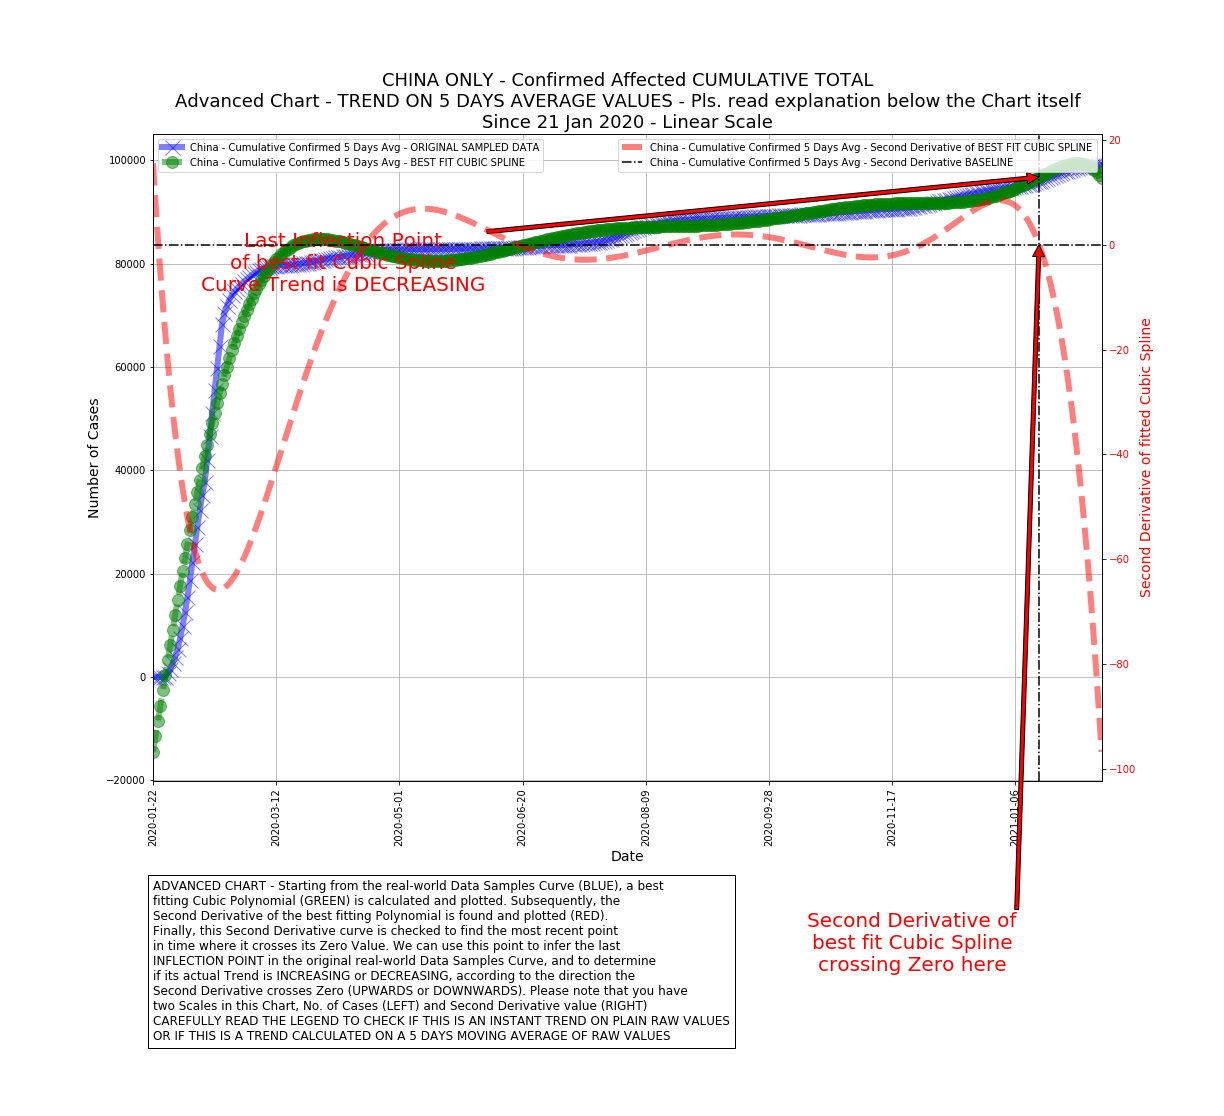 CHINA ONLY - Confirmed Affected CUMULATIVE TOTAL
Advanced Chart - TREND ON 5 DAYS AVERAGE VALUES - Pls. read explanation below the Chart itself
Since 21 Jan 2020 - Linear Scale
China - Cumulative Confirmed 5 Days Avg - ORIGINAL SAMPLED DATA
China - Cumulative Confirmed 5 Days Avg - BEST FIT CUBIC SPLINE
China - Cumulative Confirmed 5 Days Avg - Second Derivative of BEST FIT CUBIC SPLINE
China - Cumulative Confirmed 5 Days Avg - Second Derivative BASELINE
100000
80000
60000
40000
20000
0
−20000
Number of Cases
Last Inflection Point
of best fit Cubic Spline
Curve Trend is DECREASING
20
0
−20
−40
−60
−80
−100
Second Derivative of fitted Cubic Spline
2020-01-22
2020-03-12
2020-05-01
2020-06-20
2020-08-09
2020-09-28
2020-11-17
2021-01-06
Date
Second Derivative of
best fit Cubic Spline
crossing Zero here
ADVANCED CHART - Starting from the real-world Data Samples Curve (BLUE), a best
fitting Cubic Polynomial (GREEN) is calculated and plotted. Subsequently, the
Second Derivative of the best fitting Polynomial is found and plotted (RED).
Finally, this Second Derivative curve is checked to find the most recent point
in time where it crosses its Zero Value. We can use this point to infer the last
INFLECTION POINT in the original real-world Data Samples Curve, and to determine
if its actual Trend is INCREASING or DECREASING, according to the direction the
Second Derivative crosses Zero (UPWARDS or DOWNWARDS). Please note that you have
two Scales in this Chart, No. of Cases (LEFT) and Second Derivative value (RIGHT)
CAREFULLY READ THE LEGEND TO CHECK IF THIS IS AN INSTANT TREND ON PLAIN RAW VALUES
OR IF THIS IS A TREND CALCULATED ON A 5 DAYS MOVING AVERAGE OF RAW VALUES